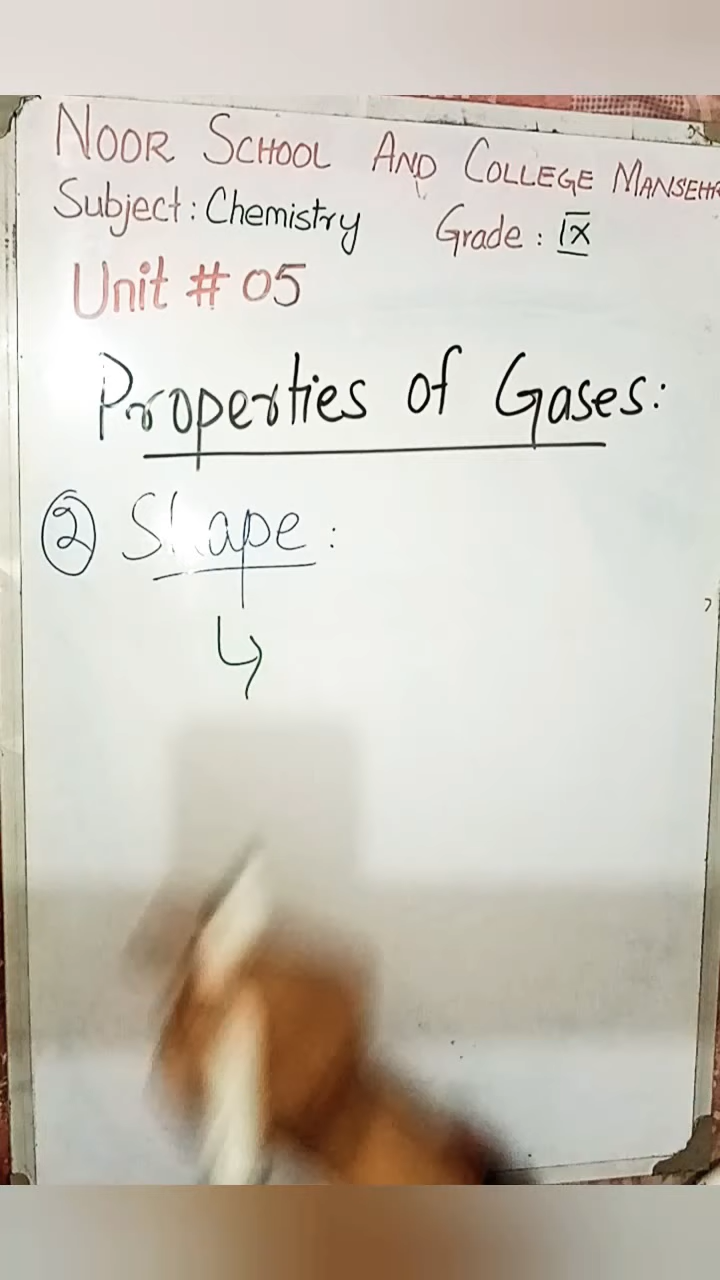 NOOR SCHOOL AND COLLEGE MANSEHR
Subject: Chemistry Grade: IX
Unit # 05
Properties of Gases:
② Shape: